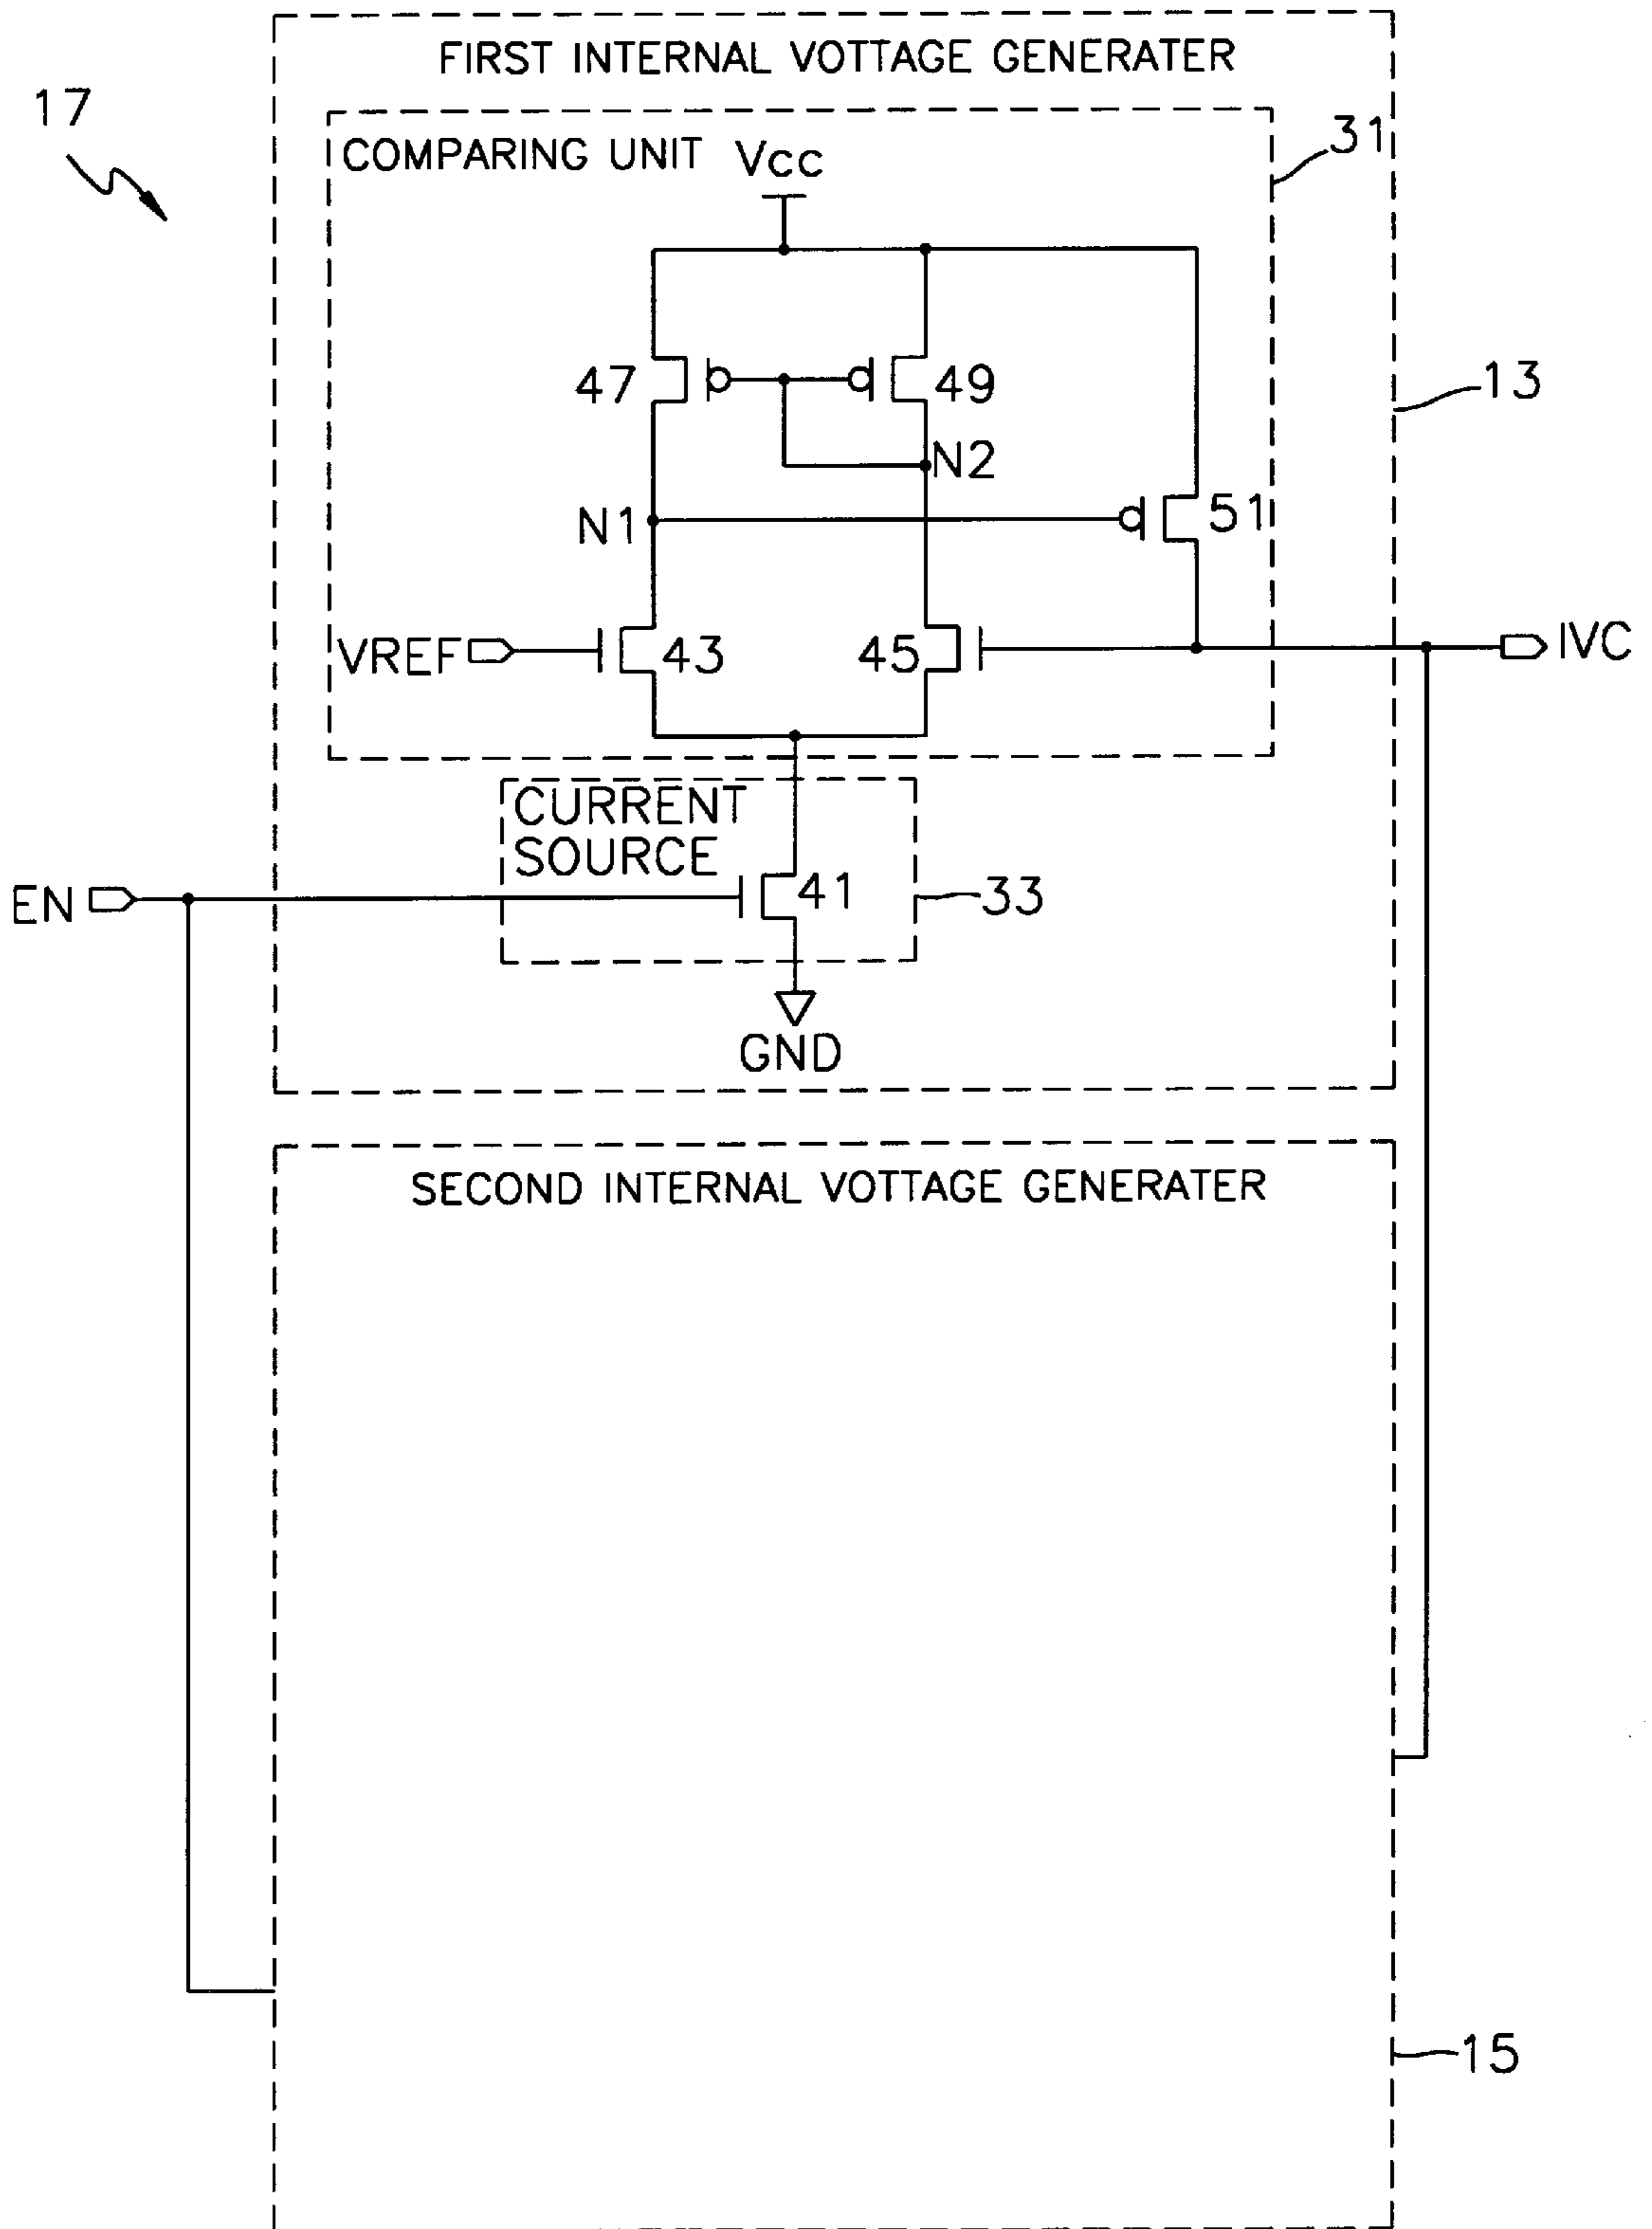 FIRST INTERNAL VOTTAGE GENERATER
17
COMPARING UNIT Vcc
31
47
49
13
N2
N1
51
VREF
43
45
IVC
CURRENT
SOURCE
EN
41
33
GND
SECOND INTERNAL VOTTAGE GENERATER
15